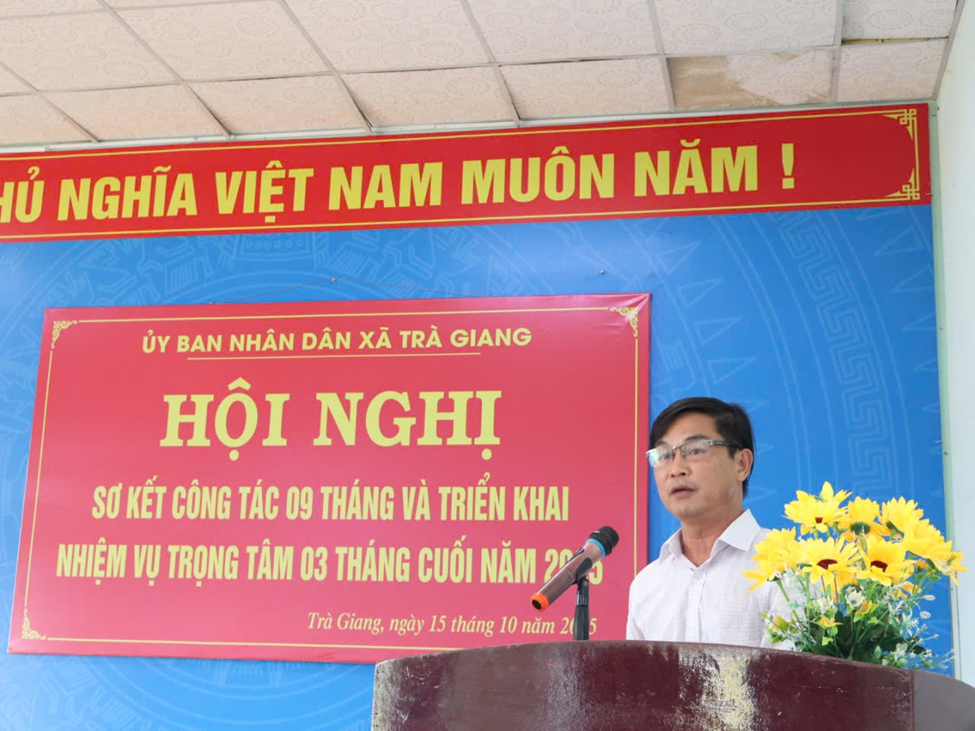 NGHĨA VIỆT NAM MUÔN NĂM !
ỦY BAN NHÂN DÂN XÃ TRÀ GIANG
HỘI NGHỊ
SƠ KẾT CÔNG TÁC 09 THÁNG VÀ TRIỂN KHAI
NHIỆM VỤ TRỌNG TÂM 03 THÁNG CUỐI NĂM
Trà Giang, ngày 15 tháng 10 năm